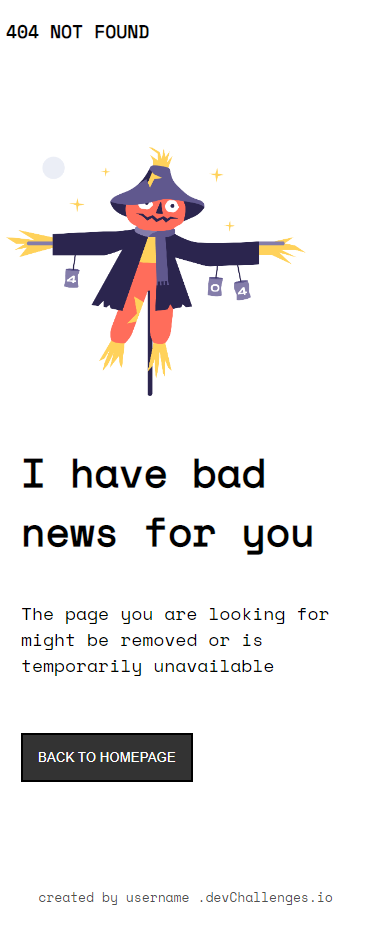 404 NOT FOUND
4
0
4
I have bad
news for you
The page you are looking for
might be removed or is
temporarily unavailable
BACK TO HOMEPAGE
created by username .devChallenges.io